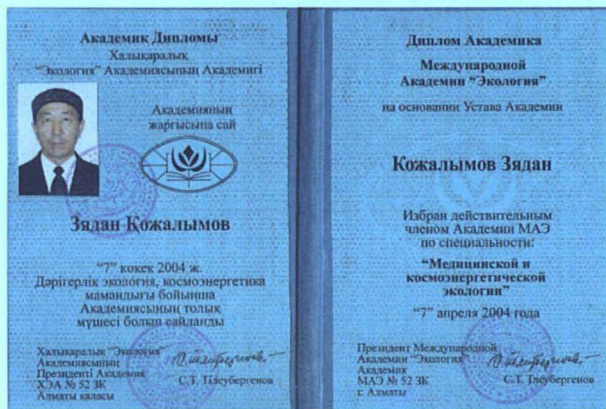 Академик Дипломы
Халықаралық
“Экология” Академиясының Академигі
Академияның
жарғысына сай
Зядан Қожалымов
“7” көкек 2004 ж.
Дәрігерлік экология, космоэнергетика
мамандығы бойынша
Академиясының толық
мүшесі болып сайланды
Халықаралық “Экология”
Академиясының
Президенті Академик
ХЭА № 52 ЗК
Алматы қаласы
С.Т. Тілеубергенов
Диплом Академика
Международной
Академии “Экология”
на основании Устава Академии
Кожалымов Зядан
Избран действительным
членом Академии МАЭ
по специальности:
“Медицинской и
космоэнергетической
экологии”
“7” апреля 2004 года
Президент Международной
Академии “Экология”
Академик
МАЭ № 52 ЗК
г. Алматы
С.Т. Тлеубергенов